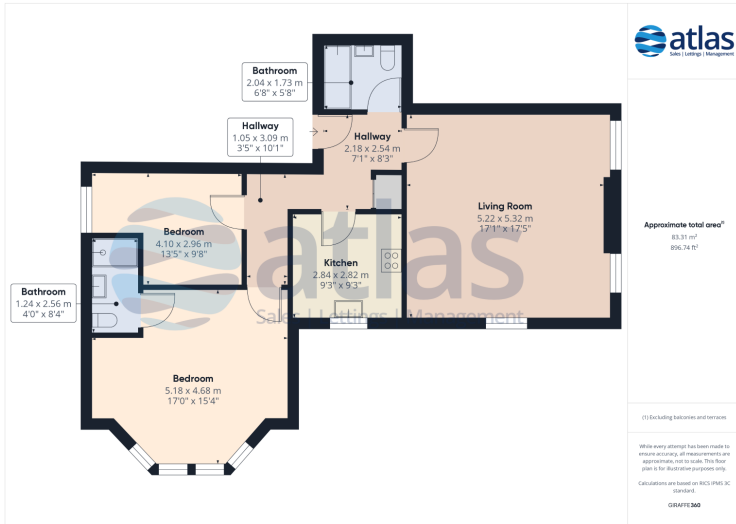 Bathroom
2.04 x 1.73 m
6'8" x 5'8"
Hallway
1.05 x 3.09 m
3'5" x 10'1"
Hallway
2.18 x 2.54 m
7'1" x 8'3"
Living Room
5.22 x 5.32 m
17'1" x 17'5"
Bedroom
4.10 x 2.96 m
13'5" x 9'8"
Kitchen
2.84 x 2.82 m
9'3" x 9'3"
Bathroom
1.24 x 2.56 m
4'0" x 8'4"
Bedroom
5.18 x 4.68 m
17'0" x 15'4"
atlas
Sales | Lettings | Management
atlas
Sales | Lettings | Management
Approximate total area⁽¹⁾
83.31 m²
896.74 ft²
(1) Excluding balconies and terraces
While every attempt has been made to
ensure accuracy, all measurements are
approximate, not to scale. This floor
plan is for illustrative purposes only.
Calculations are based on RICS IPMS 3C
standard.
GIRAFFE360